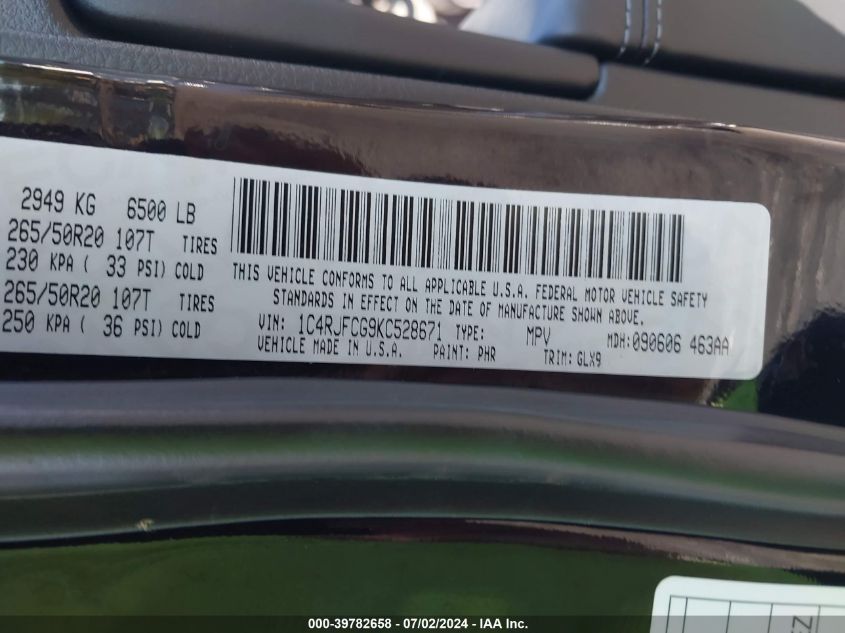 2949 KG 6500 LB
265/50R20 107T TIRES
230 KPA ( 33 PSI) COLD
265/50R20 107T TIRES
250 KPA ( 36 PSI) COLD
THIS VEHICLE CONFORMS TO ALL APPLICABLE U.S.A. FEDERAL MOTOR VEHICLE SAFETY
STANDARDS IN EFFECT ON THE DATE OF MANUFACTURE SHOWN ABOVE.
VIN: 1C4RJFCG9KC528671 TYPE: MPV MDH:090606 463AA
VEHICLE MADE IN U.S.A. PAINT: PHR TRIM: GLX9
000-39782658 - 07/02/2024 - IAA Inc.